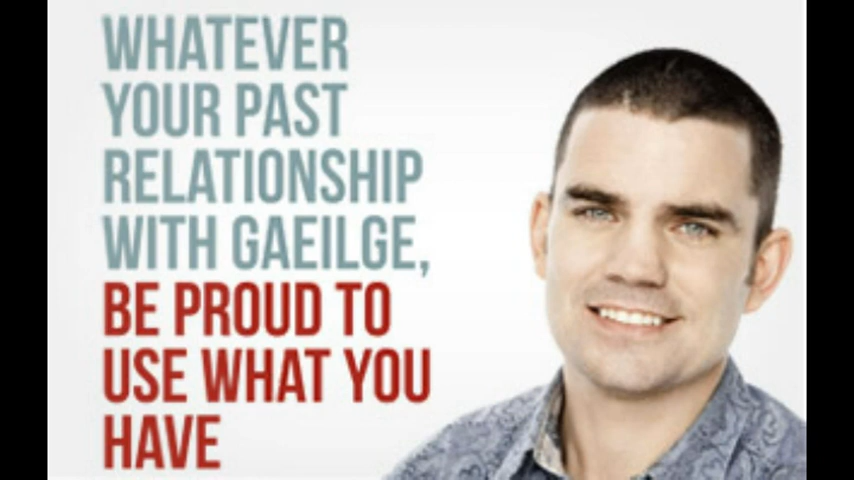 WHATEVER
YOUR PAST
RELATIONSHIP
WITH GAEILGE,
BE PROUD TO
USE WHAT YOU
HAVE